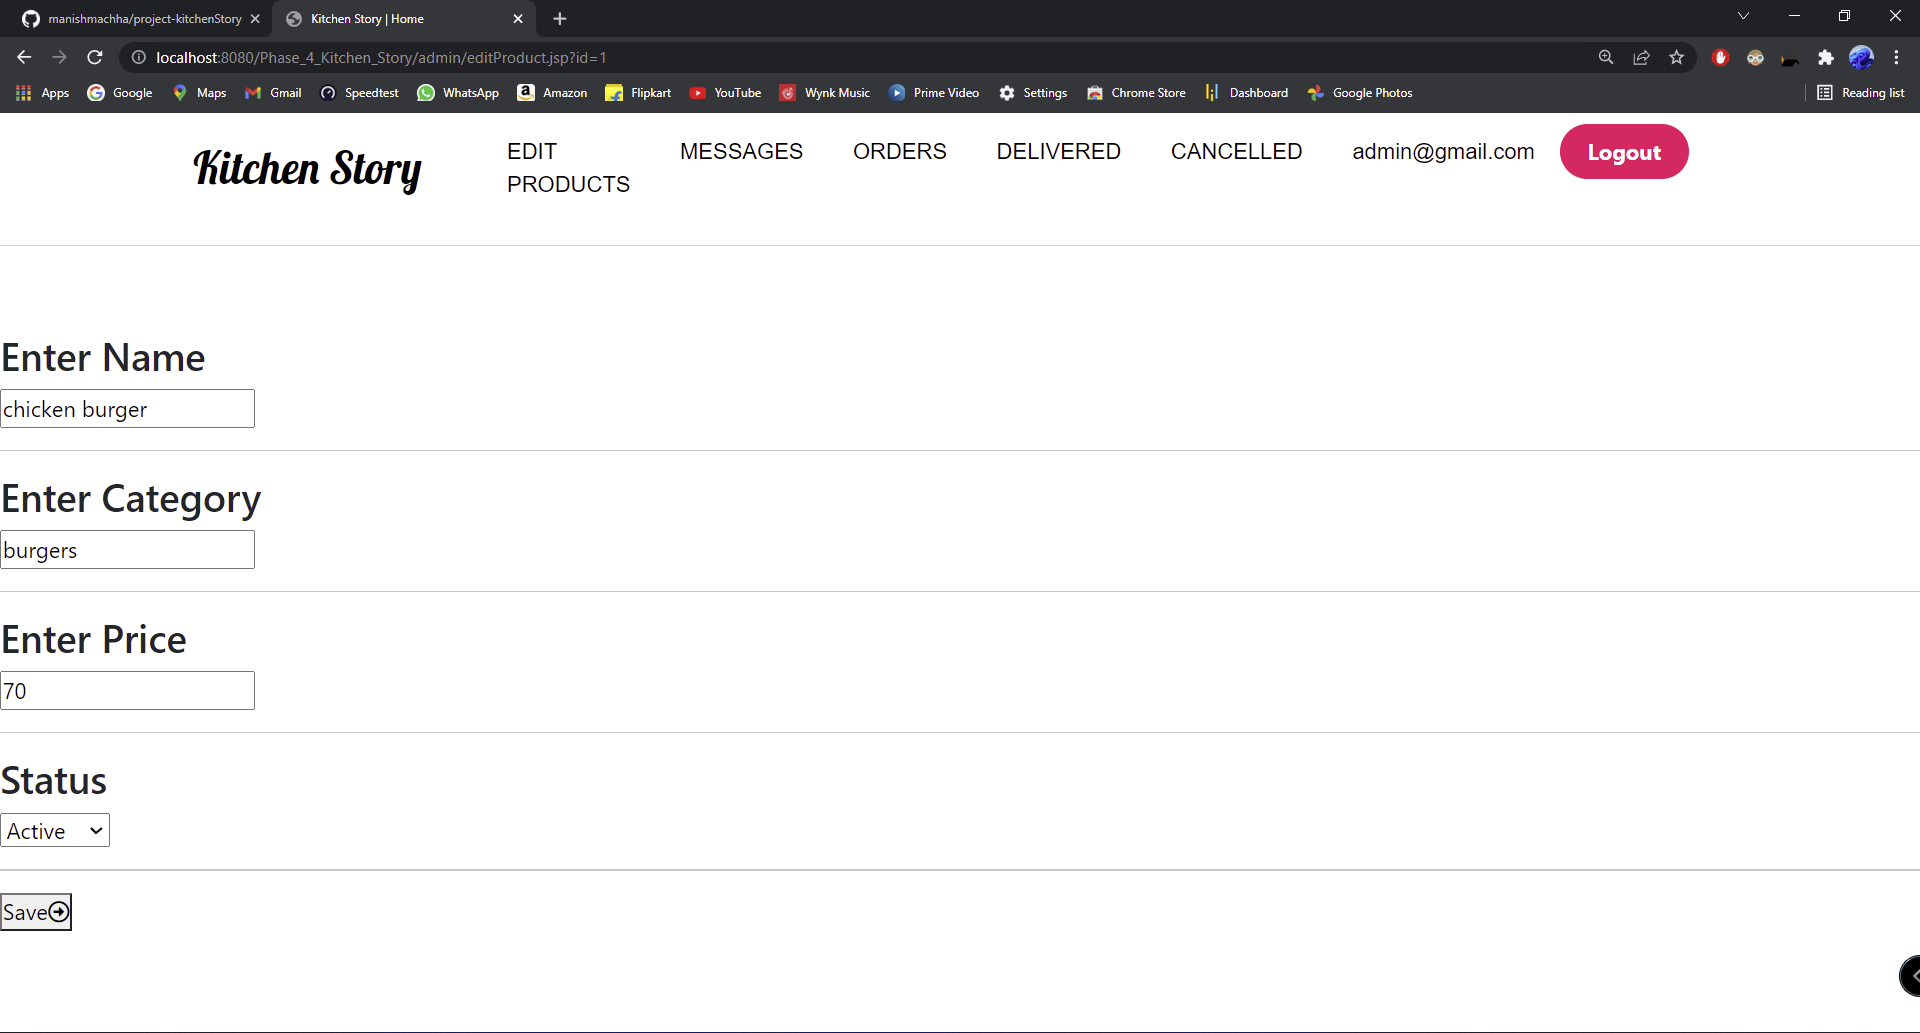 manishmachha/project-kitchenStory
Kitchen Story | Home
localhost:8080/Phase_4_Kitchen_Story/admin/editProduct.jsp?id=1
Apps Google Maps Gmail Speedtest WhatsApp Amazon Flipkart YouTube Wynk Music Prime Video Settings Chrome Store Dashboard Google Photos Reading list
Kitchen Story
EDIT
PRODUCTS
MESSAGES
ORDERS
DELIVERED
CANCELLED
admin@gmail.com
Logout
Enter Name
chicken burger
Enter Category
burgers
Enter Price
70
Status
Active
Save